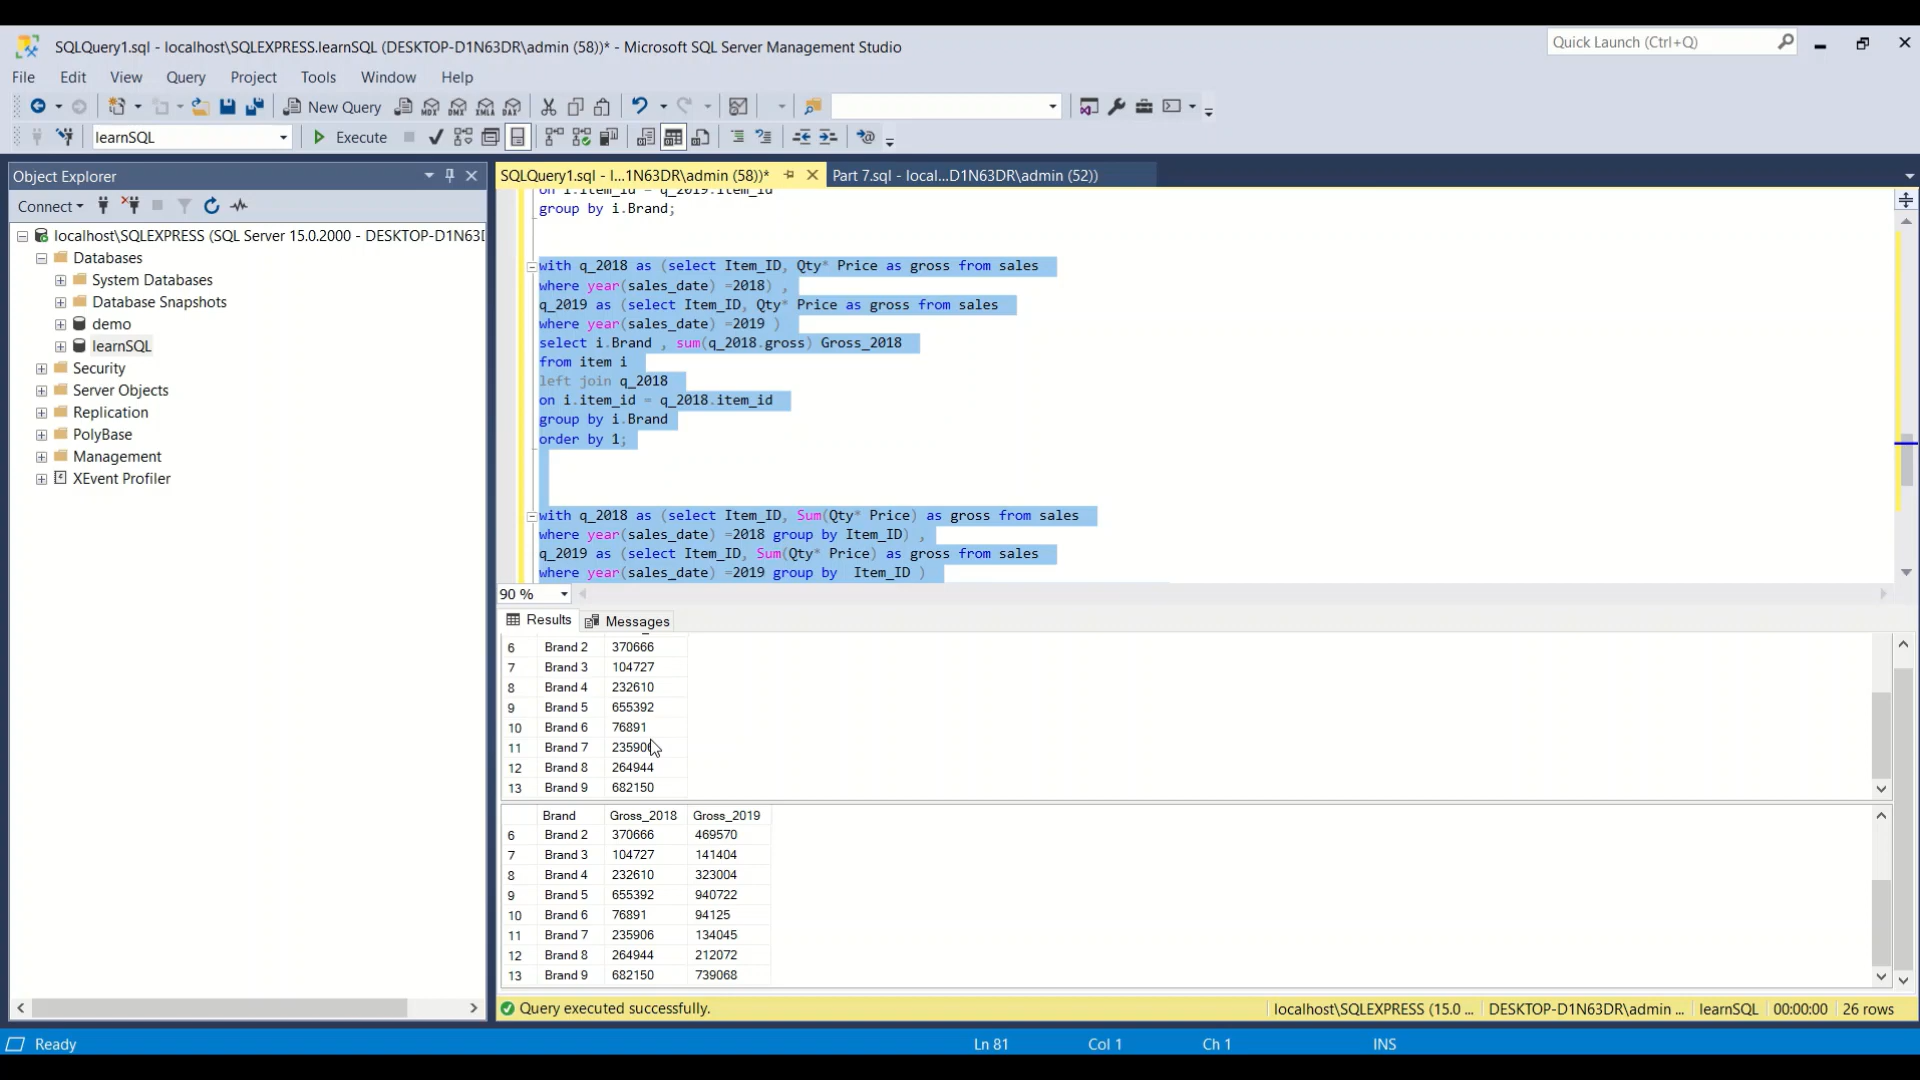 SQLQuery1.sql - localhost\SQLEXPRESS.learnSQL (DESKTOP-D1N63DR\admin (58))* - Microsoft SQL Server Management Studio
Quick Launch (Ctrl+Q)
File Edit View Query Project Tools Window Help
New Query
learnSQL
Execute
Object Explorer
SQLQuery1.sql - l...1N63DR\admin (58))*
Part 7.sql - local...D1N63DR\admin (52))
Connect
localhost\SQLEXPRESS (SQL Server 15.0.2000 - DESKTOP-D1N63D
Databases
System Databases
Database Snapshots
demo
learnSQL
Security
Server Objects
Replication
PolyBase
Management
XEvent Profiler
on i.item_id = q_2019.item_id
group by i.Brand;
with q_2018 as (select Item_ID, Qty* Price as gross from sales
where year(sales_date) =2018) ,
q_2019 as (select Item_ID, Qty* Price as gross from sales
where year(sales_date) =2019 )
select i.Brand , sum(q_2018.gross) Gross_2018
from item i
left join q_2018
on i.item_id = q_2018.item_id
group by i.Brand
order by 1;
with q_2018 as (select Item_ID, Sum(Qty* Price) as gross from sales
where year(sales_date) =2018 group by Item_ID) ,
q_2019 as (select Item_ID, Sum(Qty* Price) as gross from sales
where year(sales_date) =2019 group by  Item_ID )
90 %
Results
Messages
6 Brand 2 370666
7 Brand 3 104727
8 Brand 4 232610
9 Brand 5 655392
10 Brand 6 76891
11 Brand 7 235906
12 Brand 8 264944
13 Brand 9 682150
Brand Gross_2018 Gross_2019
6 Brand 2 370666 469570
7 Brand 3 104727 141404
8 Brand 4 232610 323004
9 Brand 5 655392 940722
10 Brand 6 76891 94125
11 Brand 7 235906 134045
12 Brand 8 264944 212072
13 Brand 9 682150 739068
Query executed successfully.
localhost\SQLEXPRESS (15.0 ...
DESKTOP-D1N63DR\admin ...
learnSQL
00:00:00
26 rows
Ready
Ln 81
Col 1
Ch 1
INS